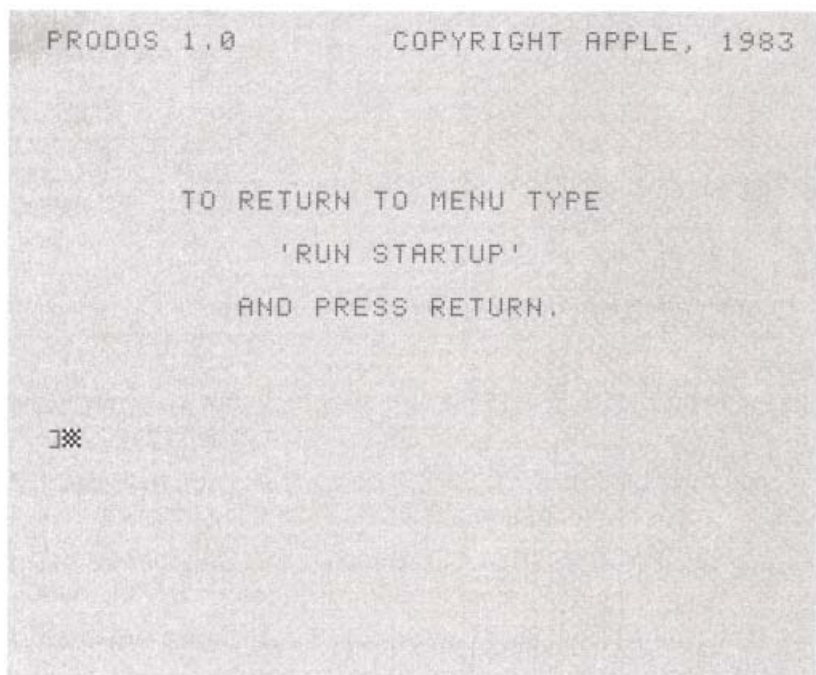 PRODOS 1.0 COPYRIGHT APPLE, 1983
TO RETURN TO MENU TYPE
'RUN STARTUP'
AND PRESS RETURN.
]